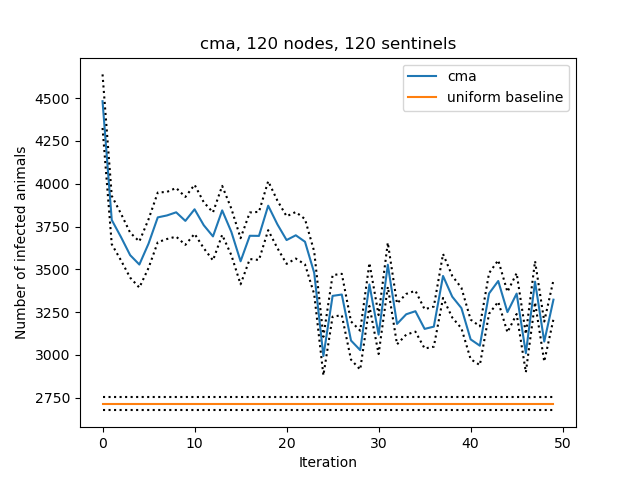 cma, 120 nodes, 120 sentinels
cma
uniform baseline
4500
4250
4000
3750
3500
3250
3000
2750
Number of infected animals
0
10
20
30
40
50
Iteration